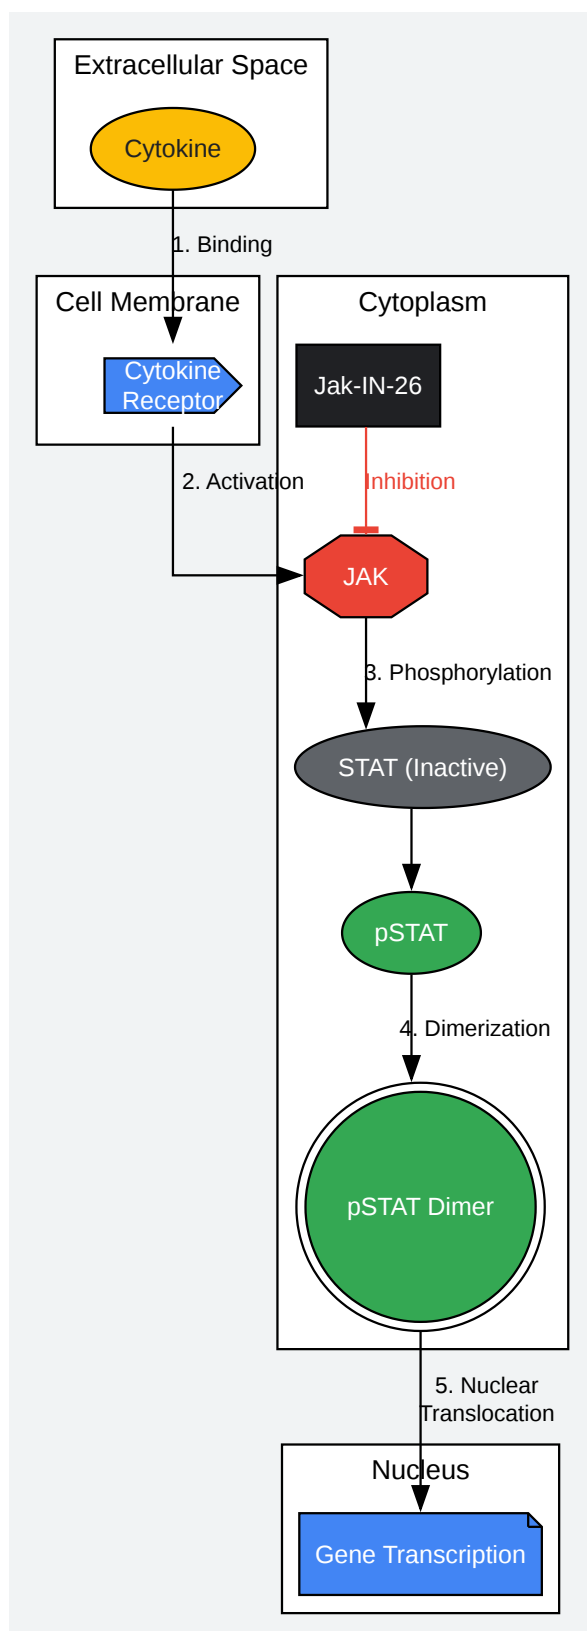 Extracellular Space
Cytokine
1. Binding
Cell Membrane
Cytokine
Receptor
2. Activation
Cytoplasm
Jak-IN-26
Inhibition
JAK
3. Phosphorylation
STAT (Inactive)
pSTAT
4. Dimerization
pSTAT Dimer
5. Nuclear
Translocation
Nucleus
Gene Transcription